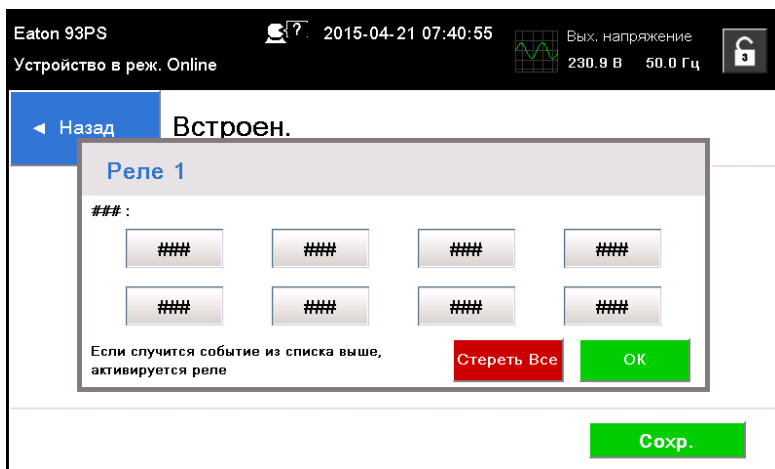 Eaton 93PS
?
2015-04-21 07:40:55
Вых. напряжение
Устройство в реж. Online
230.9 В 50.0 Гц
3
◄ Назад
Встроен.
Реле 1
### :
### ### ### ###
### ### ### ###
Если случится событие из списка выше,
активируется реле
Стереть Все
OK
Сохр.